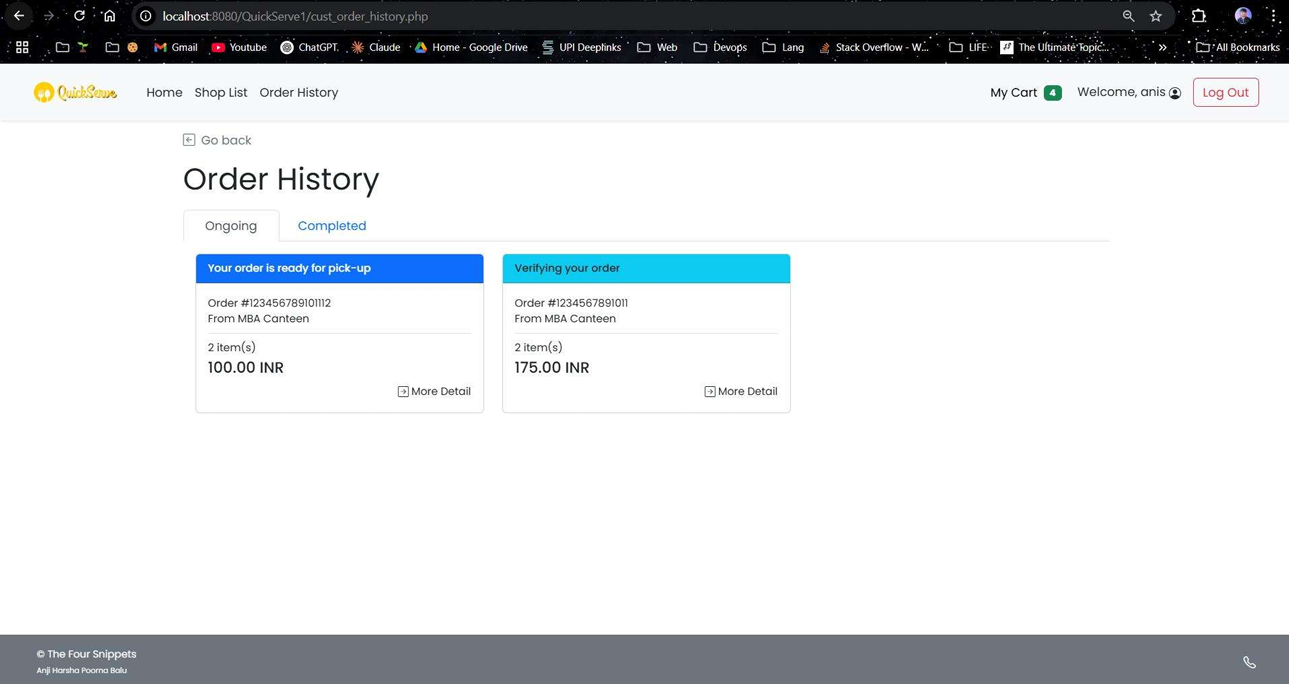 localhost:8080/QuickServe1/cust_order_history.php
Gmail Youtube ChatGPT. Claude Home - Google Drive UPI Deeplinks Web Devops Lang Stack Overflow - W... LIFE The Ultimate Topic... » All Bookmarks
QuickServe Home Shop List Order History My Cart 4 Welcome, anis Log Out
Go back
Order History
Ongoing Completed
Your order is ready for pick-up
Order #123456789101112
From MBA Canteen
2 item(s)
100.00 INR
More Detail
Verifying your order
Order #1234567891011
From MBA Canteen
2 item(s)
175.00 INR
More Detail
© The Four Snippets
Anji Harsha Poorna Balu